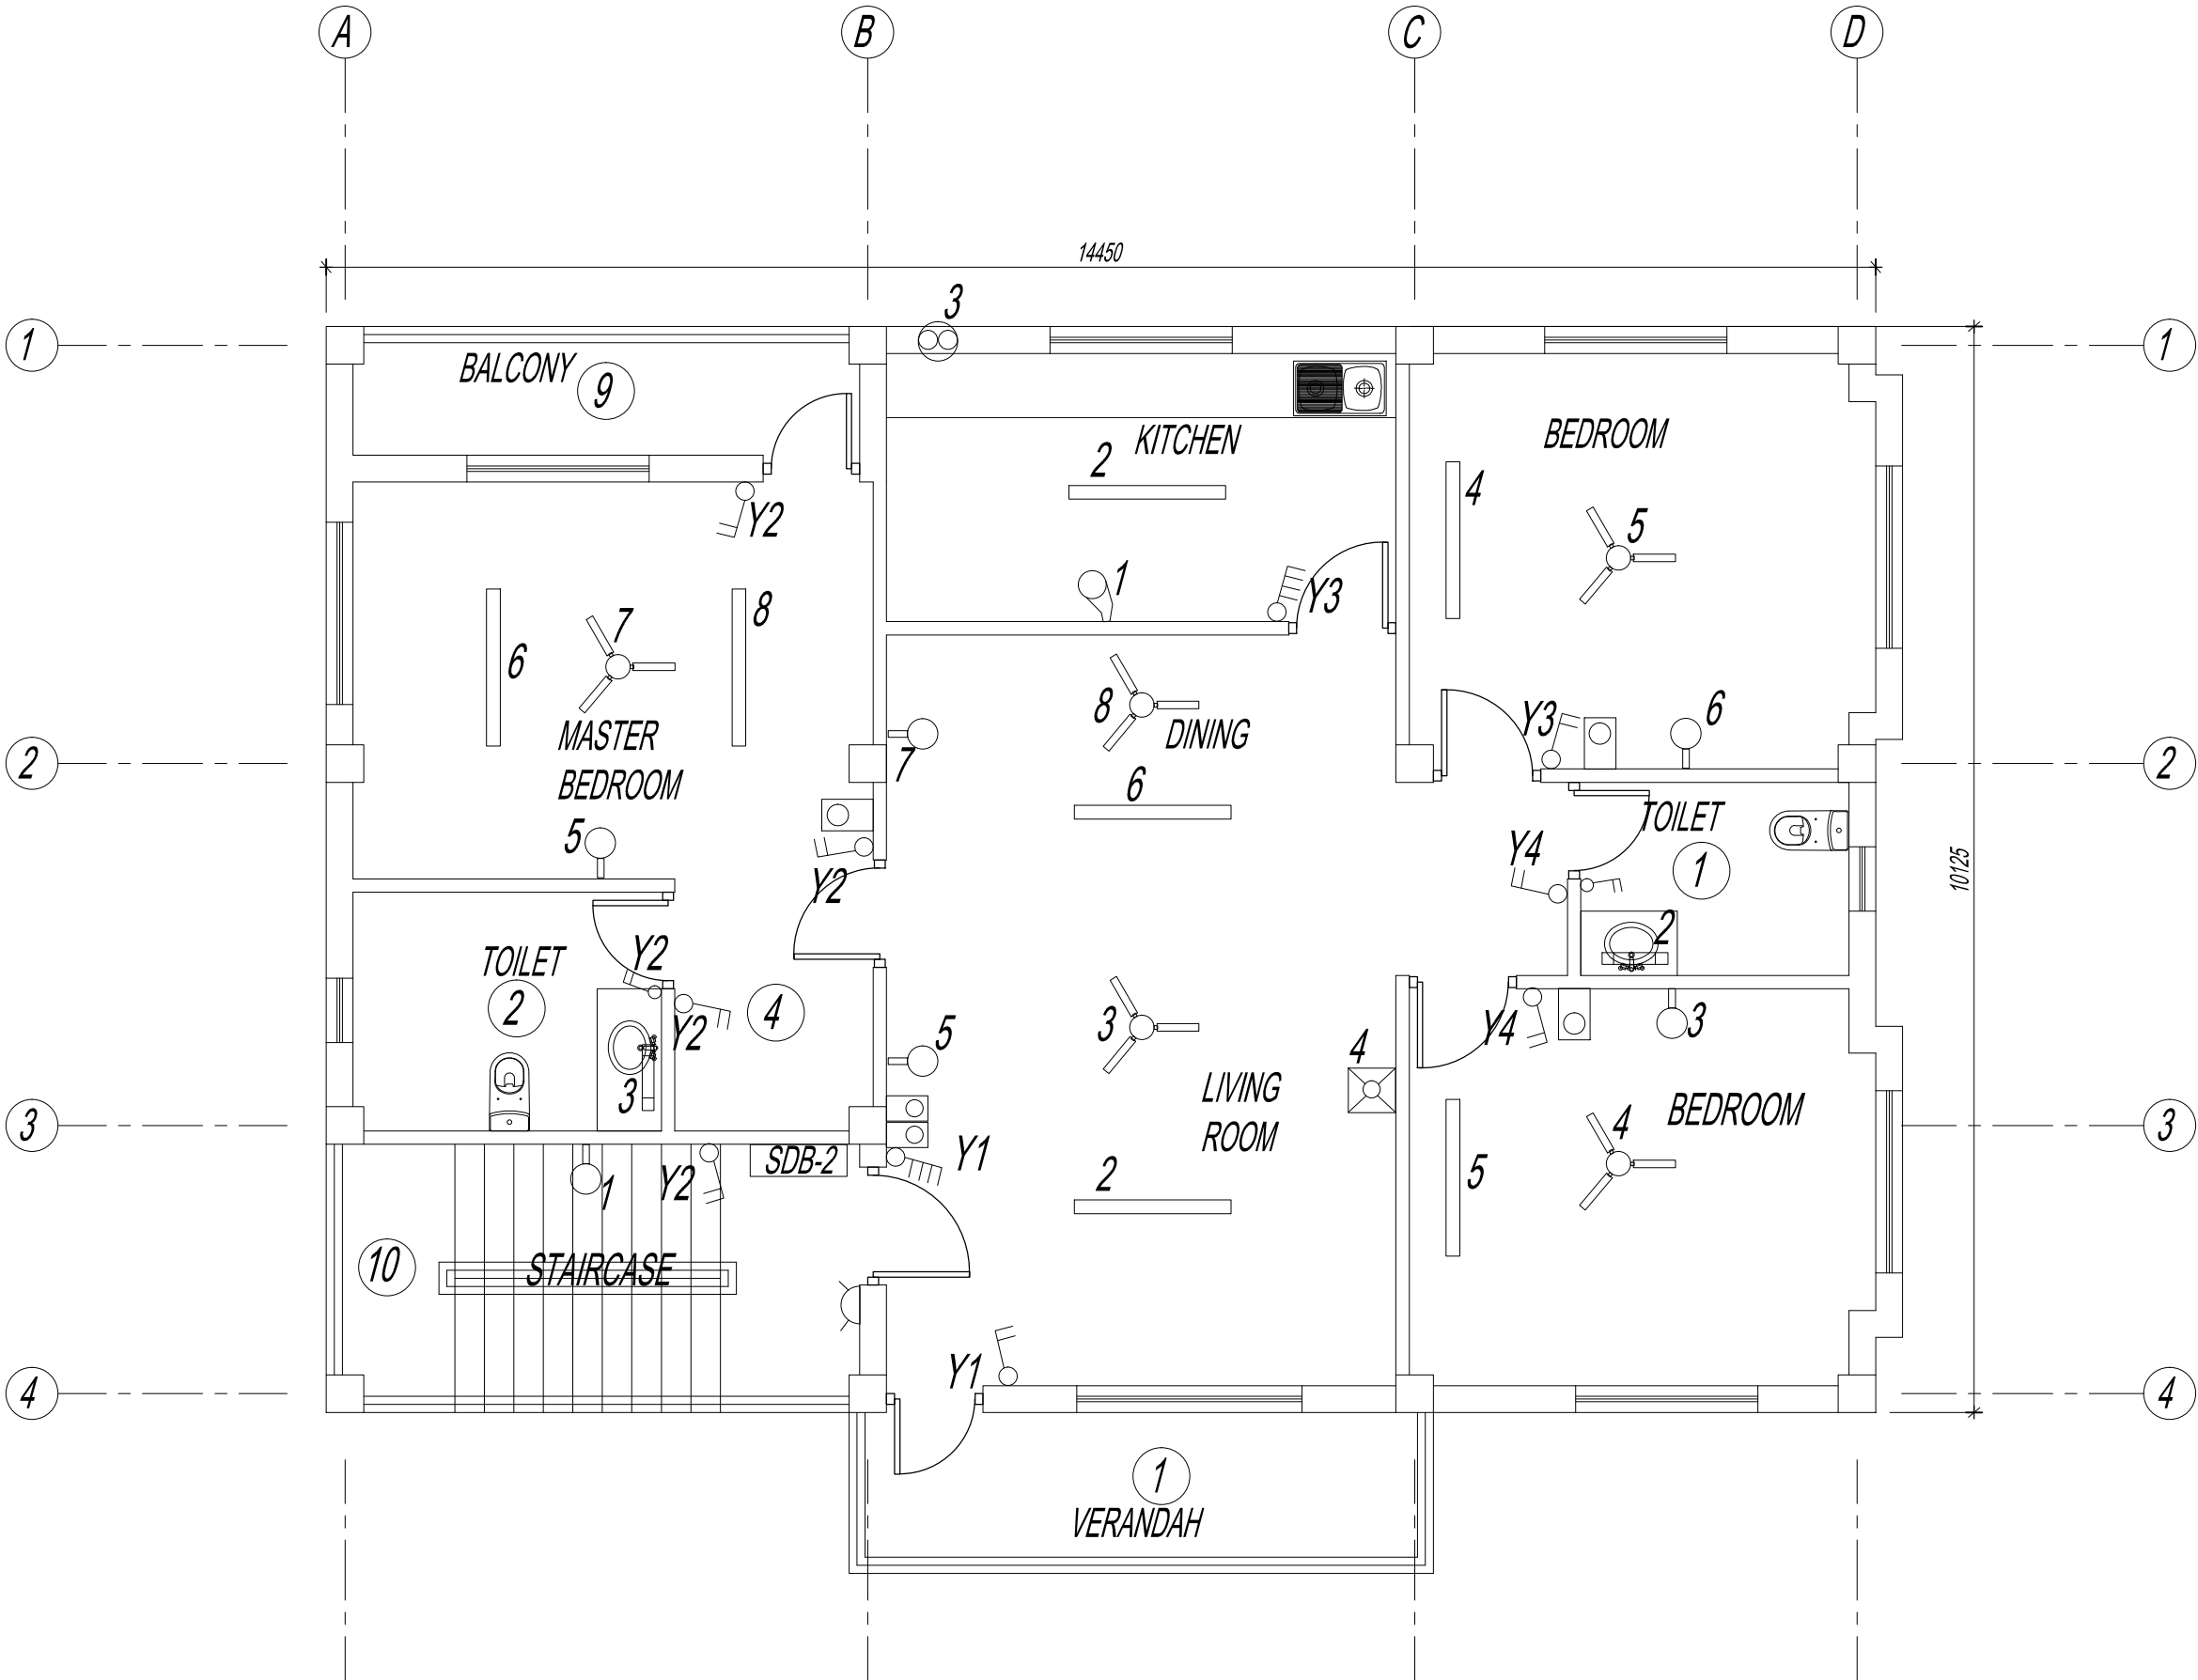 A B C D
14450
3
1 1
BALCONY
9
KITCHEN
BEDROOM
2
4
Y2
5
1
Y3
7
8
6
8
Y3
6
MASTER
BEDROOM
DINING
7
2 2
6
5
TOILET
Y4
1
10125
Y2
2
Y2
TOILET
2
4
Y2
3
5
Y4
3
4
3
LIVING
ROOM
BEDROOM
4
3 3
Y1
SDB-2
1
Y2
2
5
10
STAIRCASE
Y1
4 4
1
VERANDAH